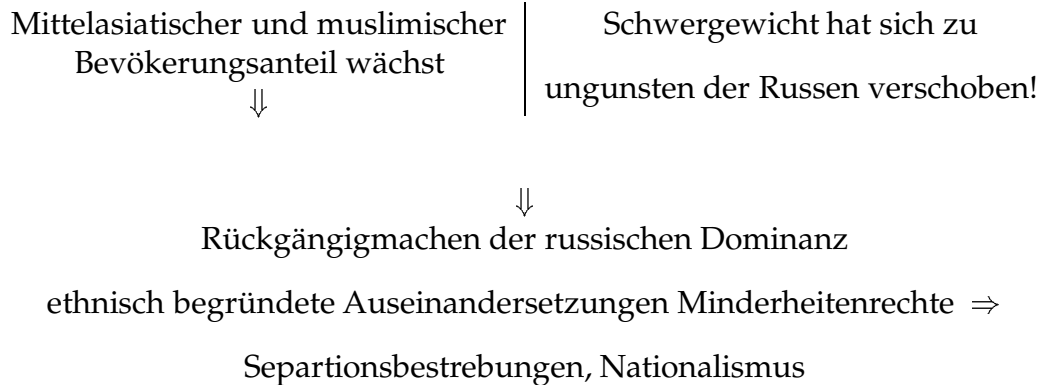 Mittelasiatischer und muslimischer
Bevökerungsanteil wächst
⇓
Schwergewicht hat sich zu
ungunsten der Russen verschoben!
⇓
Rückgängigmachen der russischen Dominanz
ethnisch begründete Auseinandersetzungen Minderheitenrechte ⇒
Separtionsbestrebungen, Nationalismus